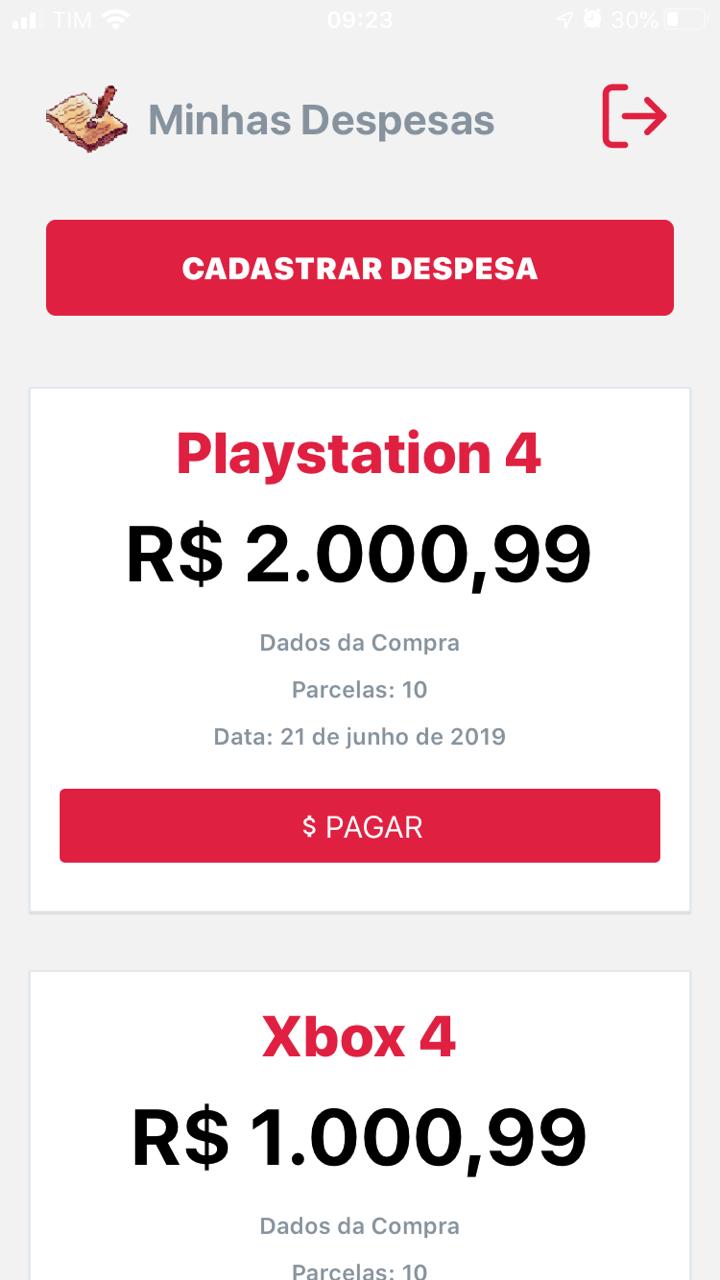 TIM 09:23 30%
Minhas Despesas
CADASTRAR DESPESA
Playstation 4
R$ 2.000,99
Dados da Compra
Parcelas: 10
Data: 21 de junho de 2019
$ PAGAR
Xbox 4
R$ 1.000,99
Dados da Compra
Parcelas: 10